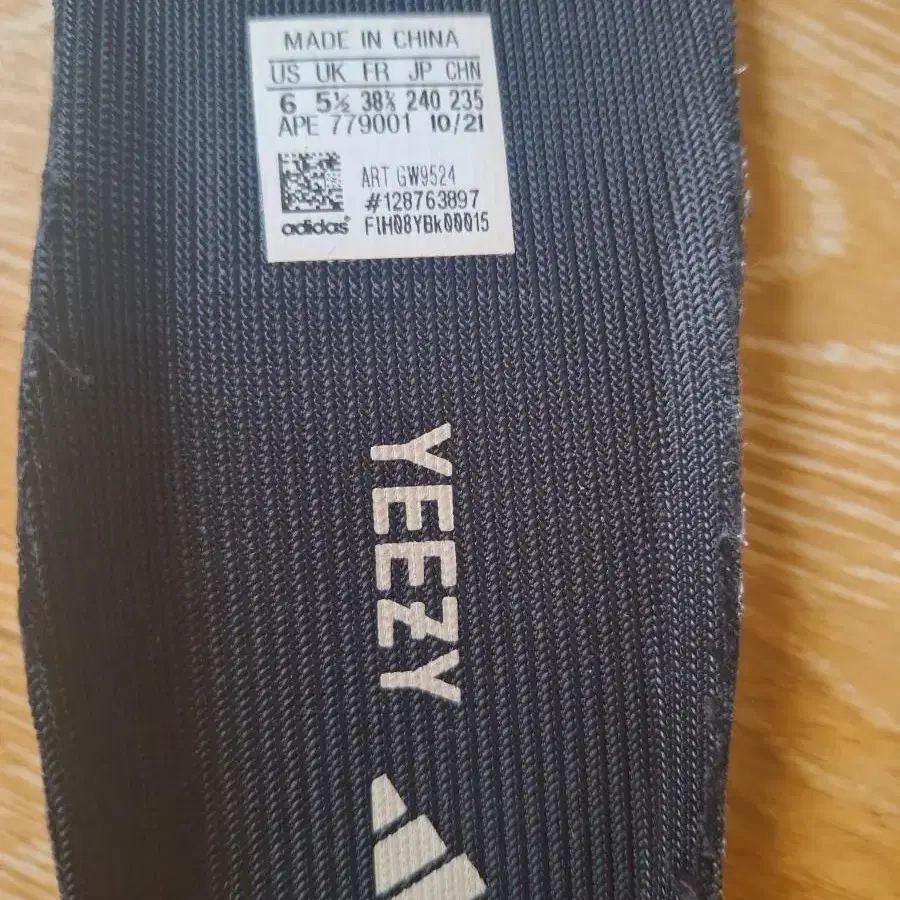 MADE IN CHINA
US UK FR JP CHN
6 5½ 38⅔ 240 235
APE 779001 10/21
ART GW9524
#128763897
adidas F1H08YBk00015
YEEZY